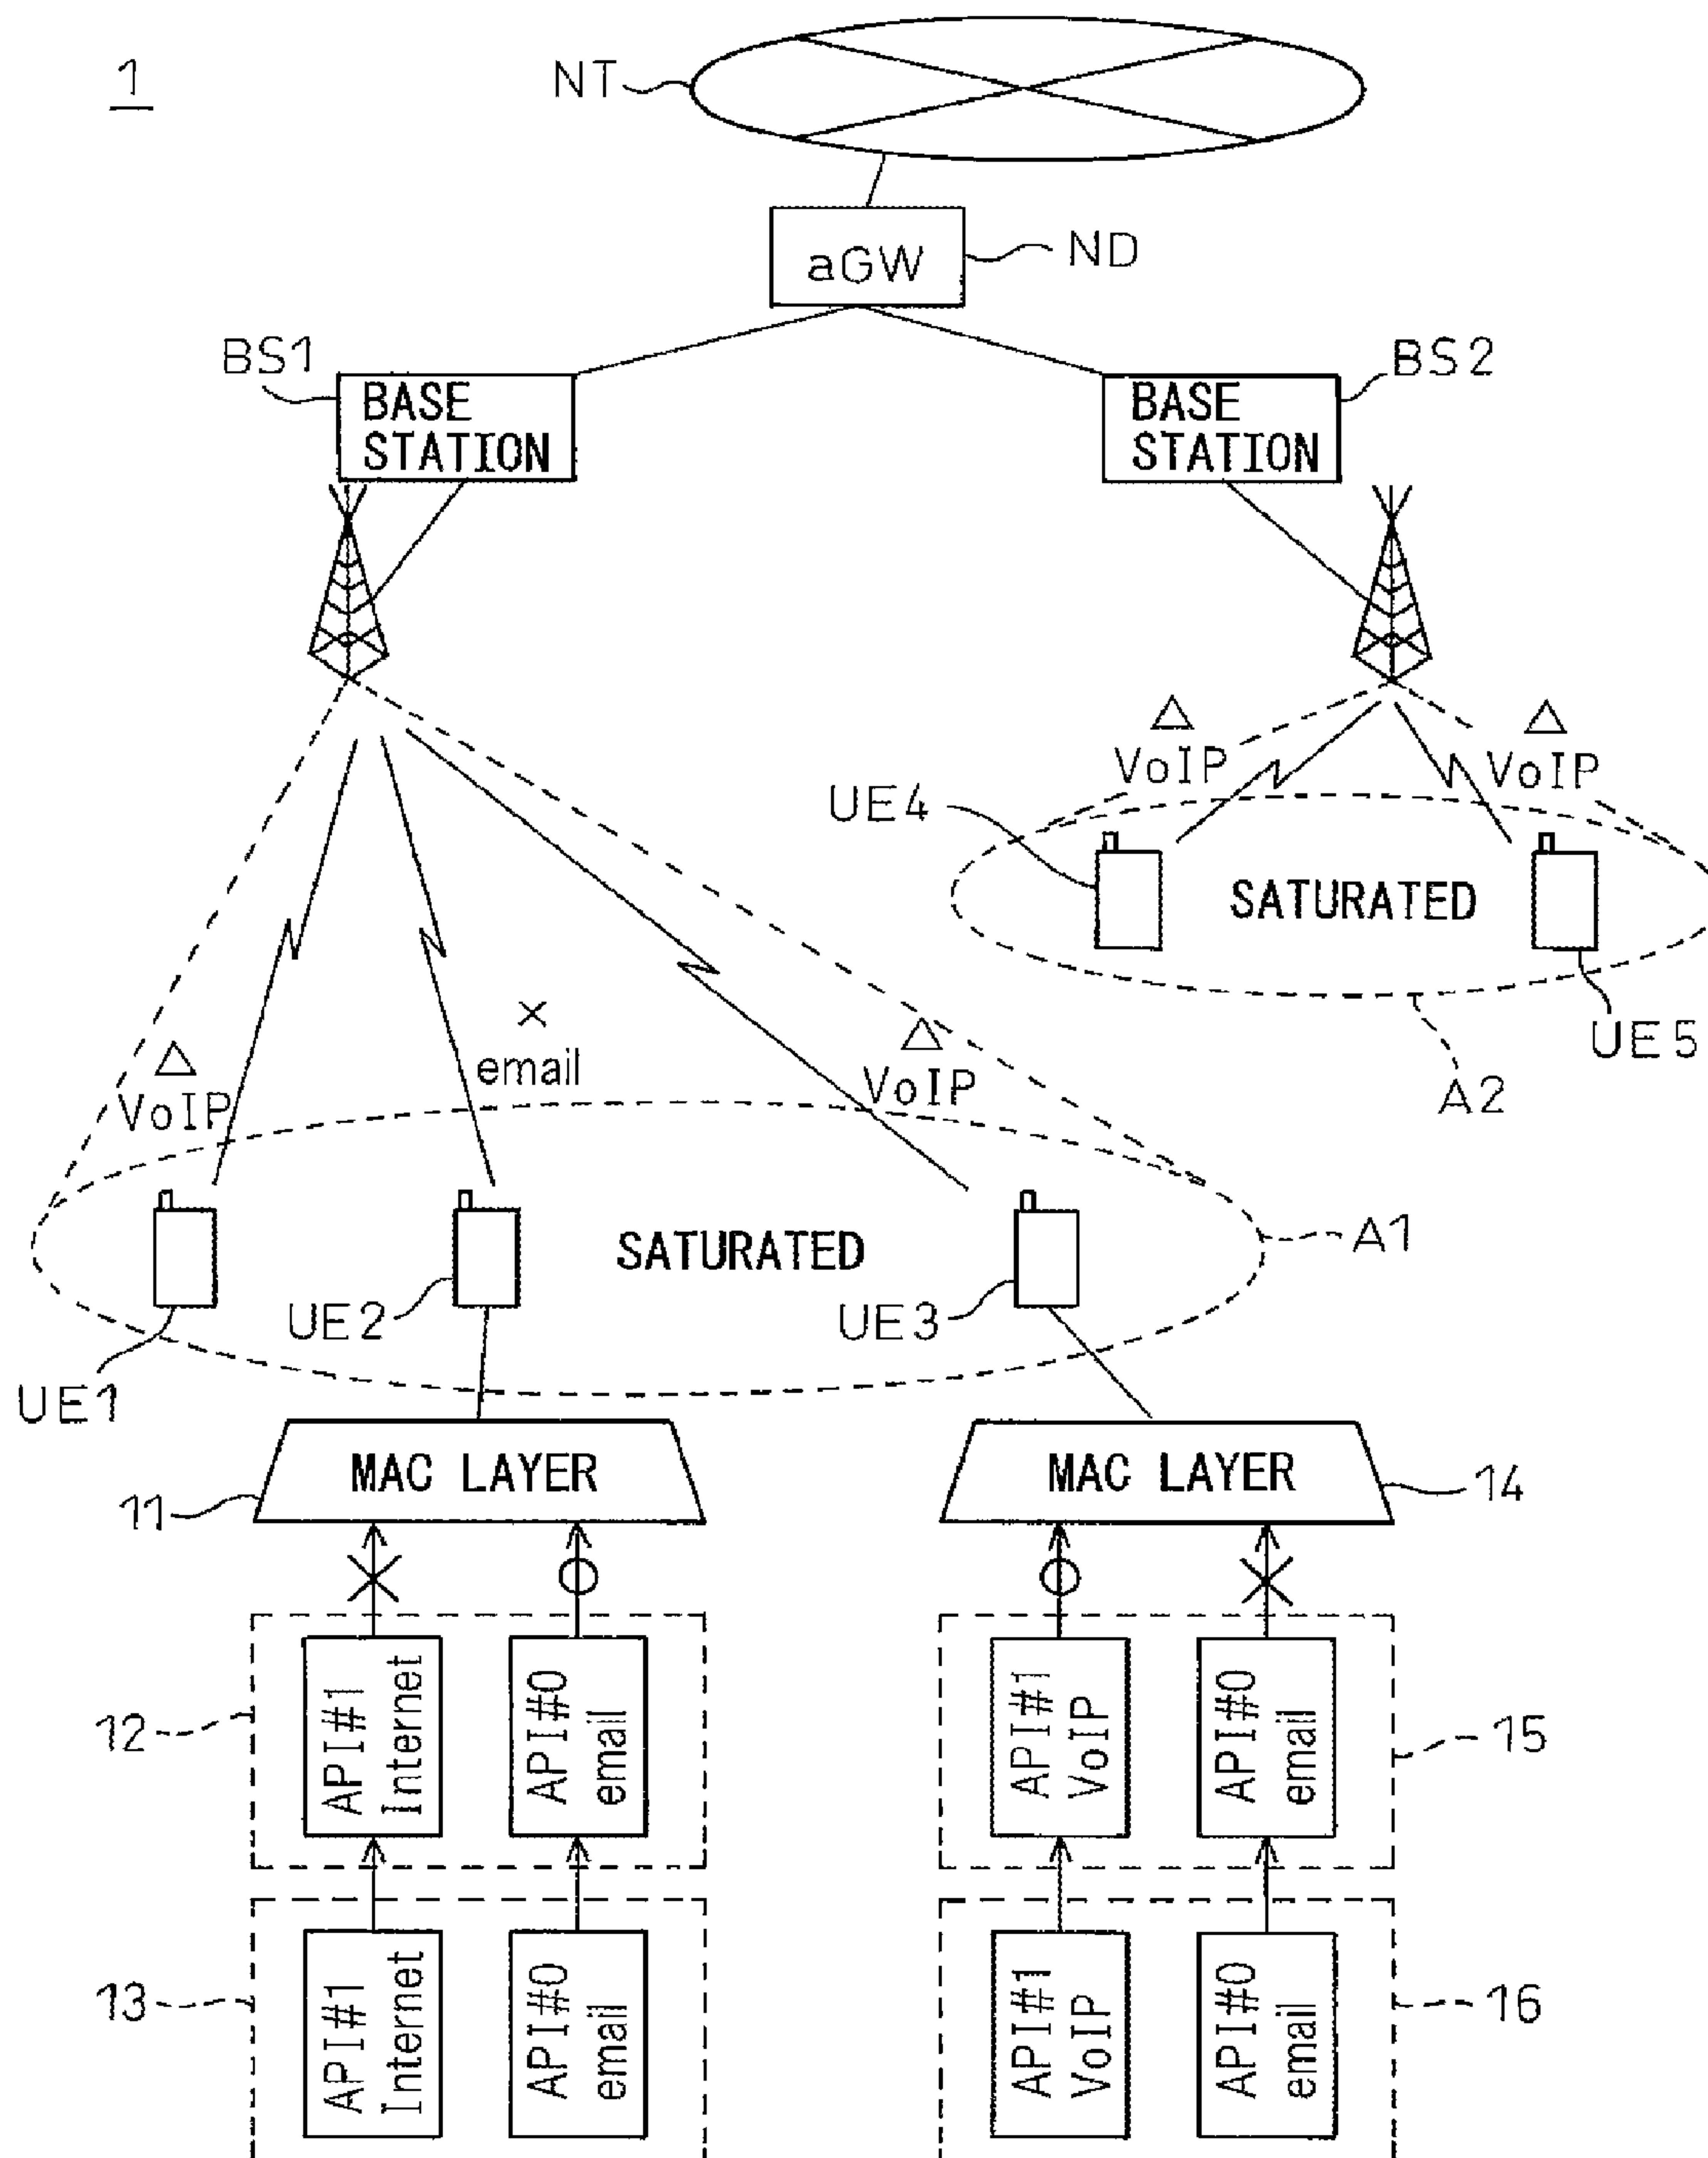 1
NT
aGW
ND
BS1
BASE
STATION
BS2
BASE
STATION
△
VoIP
△
VoIP
UE4
SATURATED
UE5
A2
×
email
△
VoIP
△
VoIP
SATURATED
A1
UE1
UE2
UE3
MAC LAYER
11
MAC LAYER
14
12
API#1
Internet
API#0
email
API#1
VoIP
API#0
email
15
13
API#1
Internet
API#0
email
API#1
VoIP
API#0
email
16